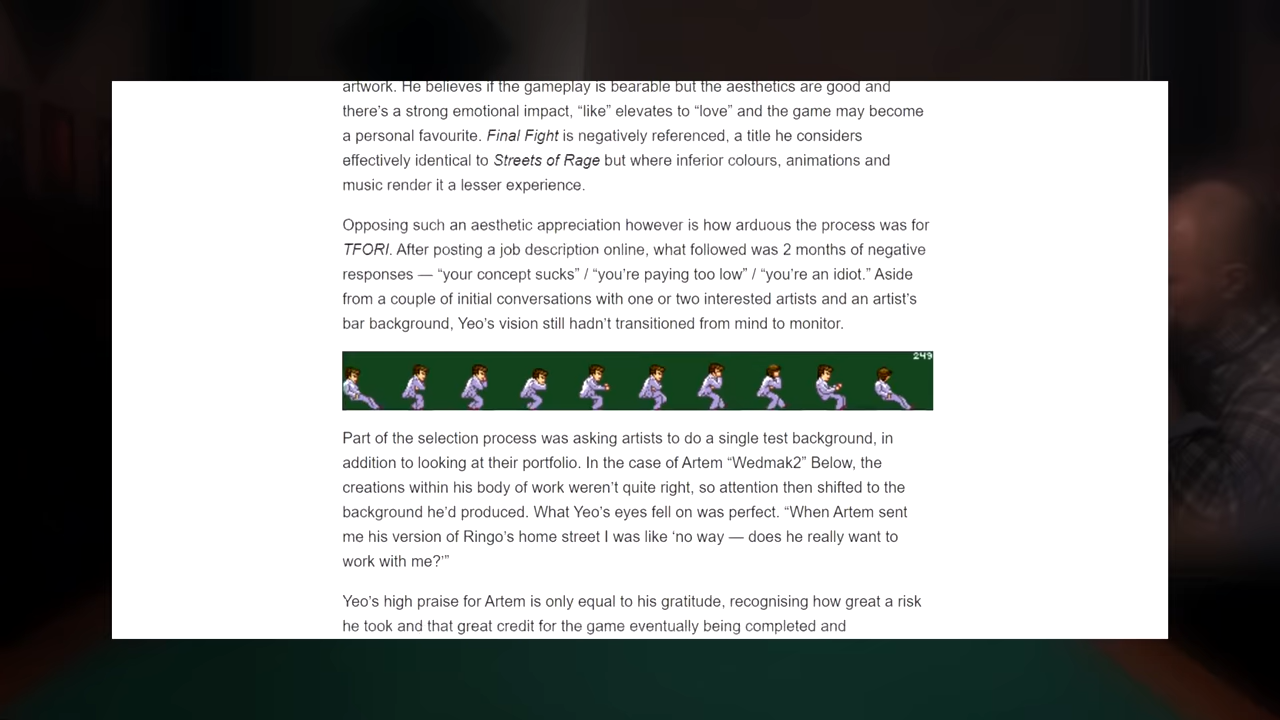 artwork. He believes if the gameplay is bearable but the aesthetics are good and
there's a strong emotional impact, “like” elevates to “love” and the game may become
a personal favourite. Final Fight is negatively referenced, a title he considers
effectively identical to Streets of Rage but where inferior colours, animations and
music render it a lesser experience.
Opposing such an aesthetic appreciation however is how arduous the process was for
TFORI. After posting a job description online, what followed was 2 months of negative
responses — “your concept sucks” / “you’re paying too low” / “you’re an idiot.” Aside
from a couple of initial conversations with one or two interested artists and an artist’s
bar background, Yeo’s vision still hadn’t transitioned from mind to monitor.
249
Part of the selection process was asking artists to do a single test background, in
addition to looking at their portfolio. In the case of Artem “Wedmak2” Below, the
creations within his body of work weren’t quite right, so attention then shifted to the
background he’d produced. What Yeo’s eyes fell on was perfect. “When Artem sent
me his version of Ringo’s home street I was like ‘no way — does he really want to
work with me?’”
Yeo’s high praise for Artem is only equal to his gratitude, recognising how great a risk
he took and that great credit for the game eventually being completed and